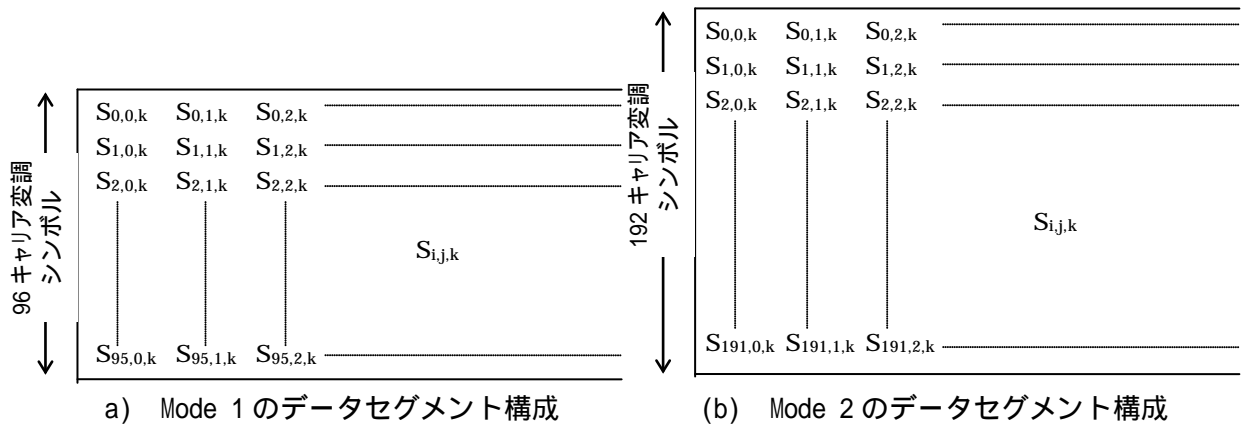 96 キャリア変調
シンボル
S0,0,k S0,1,k S0,2,k
S1,0,k S1,1,k S1,2,k
S2,0,k S2,1,k S2,2,k
Si,j,k
S95,0,k S95,1,k S95,2,k
a) Mode 1のデータセグメント構成
192 キャリア変調
シンボル
S0,0,k S0,1,k S0,2,k
S1,0,k S1,1,k S1,2,k
S2,0,k S2,1,k S2,2,k
Si,j,k
S191,0,k S191,1,k S191,2,k
(b) Mode 2のデータセグメント構成